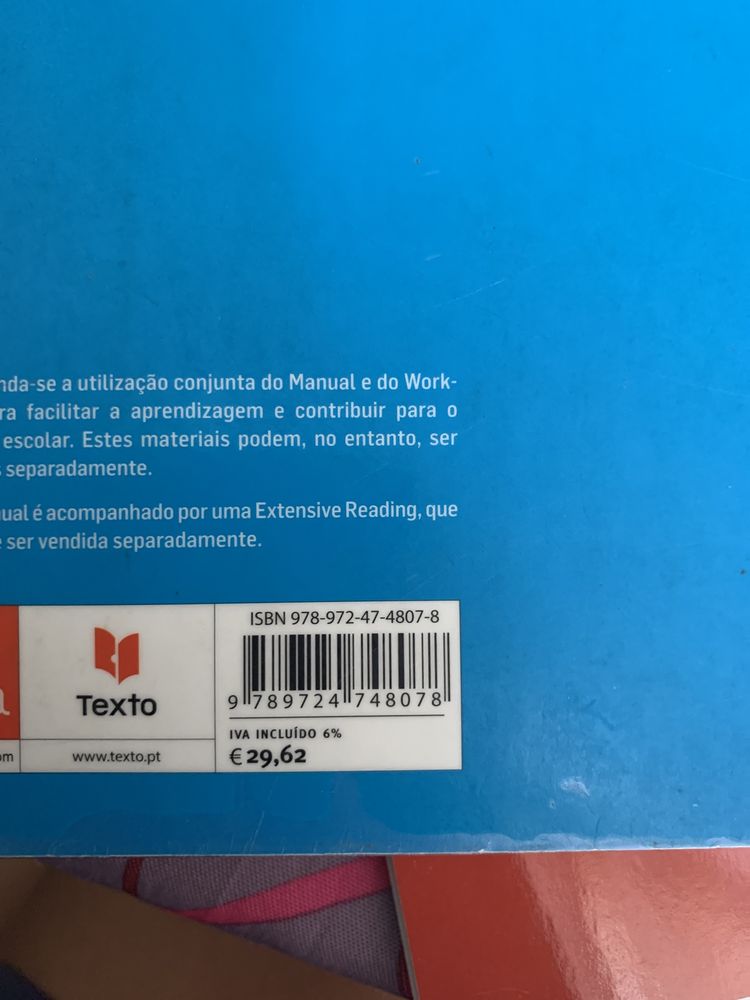 nda-se a utilização conjunta do Manual e do Work-
ra facilitar a aprendizagem e contribuir para o
escolar. Estes materiais podem, no entanto, ser
s separadamente.
ual é acompanhado por uma Extensive Reading, que
e ser vendida separadamente.
ISBN 978-972-47-4807-8
9 789724 748078
Texto
IVA INCLUÍDO 6%
€ 29,62
om
www.texto.pt